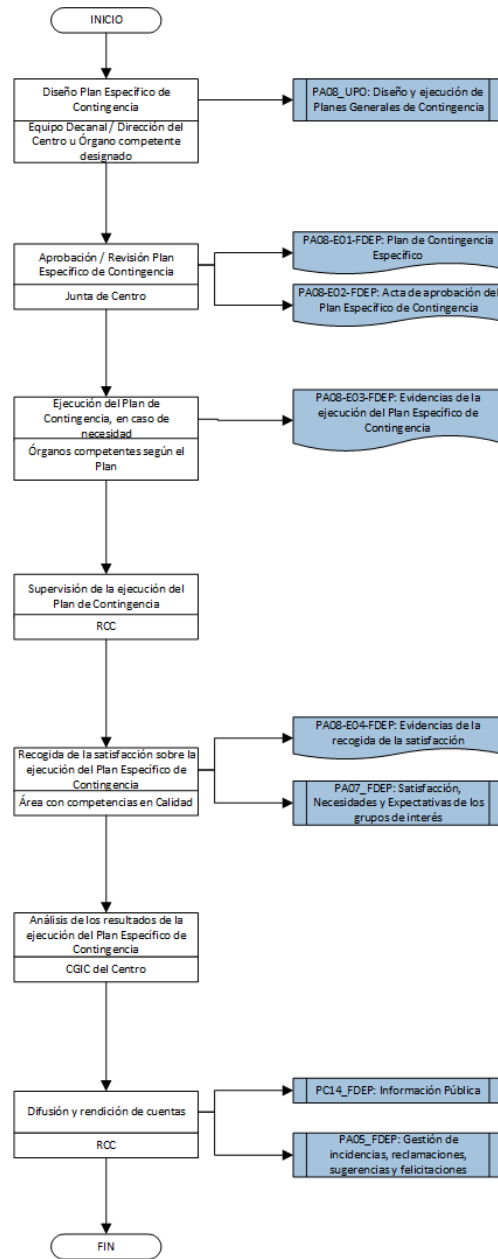 INICIO
Diseño Plan Específico de
Contingencia
Equipo Decanal / Dirección del
Centro u Órgano competente
designado
PA08_UPO: Diseño y ejecución de
Planes Generales de Contingencia
Aprobación / Revisión Plan
Específico de Contingencia
Junta de Centro
PA08-E01-FDEP: Plan de Contingencia
Específico
PA08-E02-FDEP: Acta de aprobación del
Plan Específico de Contingencia
Ejecución del Plan de
Contingencia, en caso de
necesidad
Órganos competentes según el
Plan
PA08-E03-FDEP: Evidencias de la
ejecución del Plan Específico de
Contingencia
Supervisión de la ejecución del
Plan de Contingencia
RCC
Recogida de la satisfacción sobre la
ejecución del Plan Específico de
Contingencia
Área con competencias en Calidad
PA08-E04-FDEP: Evidencias de la
recogida de la satisfacción
PA07_FDEP: Satisfacción,
Necesidades y Expectativas de los
grupos de interés
Análisis de los resultados de la
ejecución del Plan Específico de
Contingencia
CGIC del Centro
Difusión y rendición de cuentas
RCC
PC14_FDEP: Información Pública
PA05_FDEP: Gestión de
incidencias, reclamaciones,
sugerencias y felicitaciones
FIN